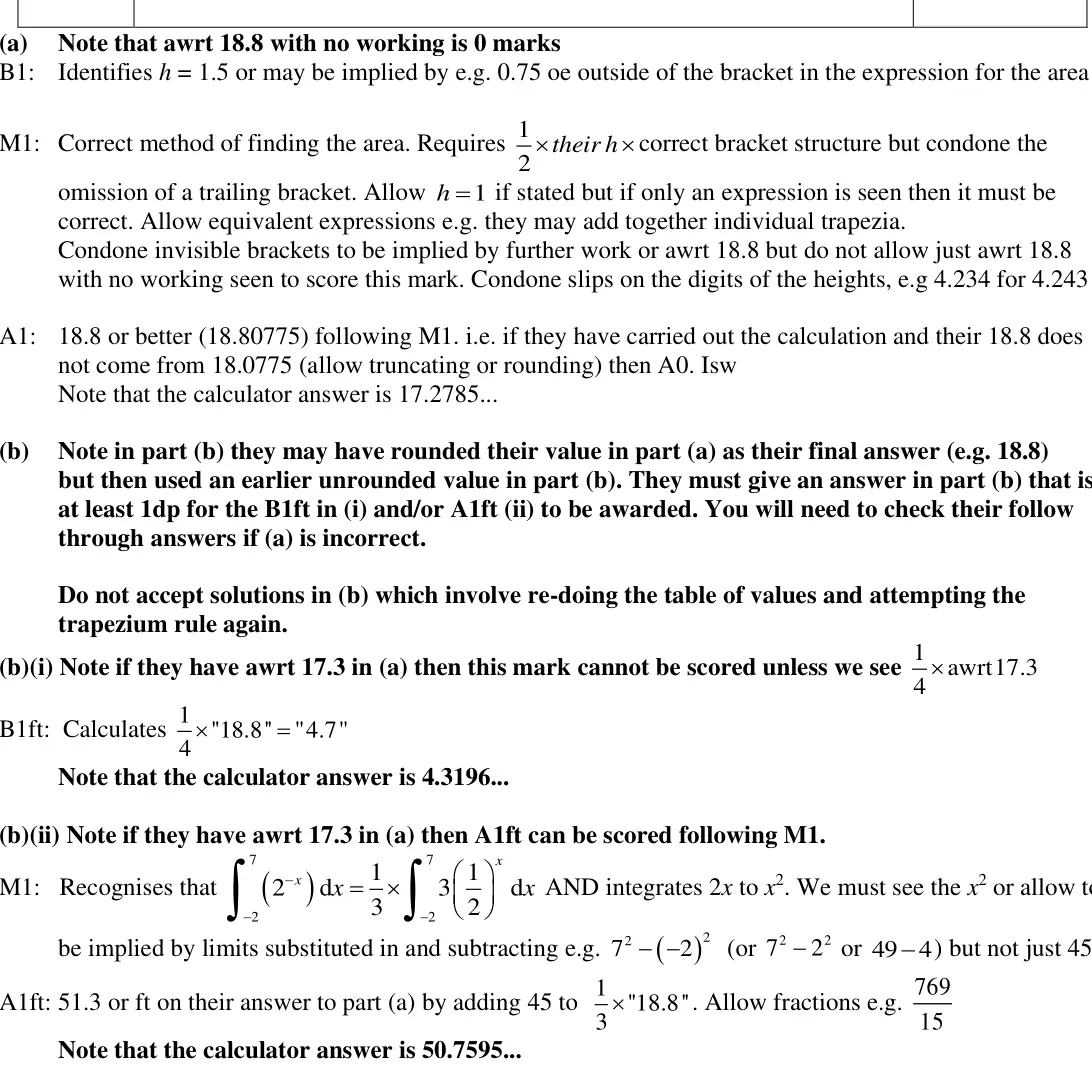 (a) Note that awrt 18.8 with no working is 0 marks
B1: Identifies h = 1.5 or may be implied by e.g. 0.75 oe outside of the bracket in the expression for the area
M1: Correct method of finding the area. Requires 1/2 × their h × correct bracket structure but condone the
omission of a trailing bracket. Allow h = 1 if stated but if only an expression is seen then it must be
correct. Allow equivalent expressions e.g. they may add together individual trapezia.
Condone invisible brackets to be implied by further work or awrt 18.8 but do not allow just awrt 18.8
with no working seen to score this mark. Condone slips on the digits of the heights, e.g 4.234 for 4.243
A1: 18.8 or better (18.80775) following M1. i.e. if they have carried out the calculation and their 18.8 does
not come from 18.0775 (allow truncating or rounding) then A0. Isw
Note that the calculator answer is 17.2785...
(b) Note in part (b) they may have rounded their value in part (a) as their final answer (e.g. 18.8)
but then used an earlier unrounded value in part (b). They must give an answer in part (b) that is
at least 1dp for the B1ft in (i) and/or A1ft (ii) to be awarded. You will need to check their follow
through answers if (a) is incorrect.
Do not accept solutions in (b) which involve re-doing the table of values and attempting the
trapezium rule again.
(b)(i) Note if they have awrt 17.3 in (a) then this mark cannot be scored unless we see 1/4 × awrt17.3
B1ft: Calculates 1/4 × "18.8" = "4.7"
Note that the calculator answer is 4.3196...
(b)(ii) Note if they have awrt 17.3 in (a) then A1ft can be scored following M1.
M1: Recognises that ∫₋₂⁷ (2⁻ˣ) dx = 1/3 × ∫₋₂⁷ 3(1/2)ˣ dx AND integrates 2x to x². We must see the x² or allow to
be implied by limits substituted in and subtracting e.g. 7² − (−2)² (or 7² − 2² or 49 − 4) but not just 45
A1ft: 51.3 or ft on their answer to part (a) by adding 45 to 1/3 × "18.8". Allow fractions e.g. 769/15
Note that the calculator answer is 50.7595...